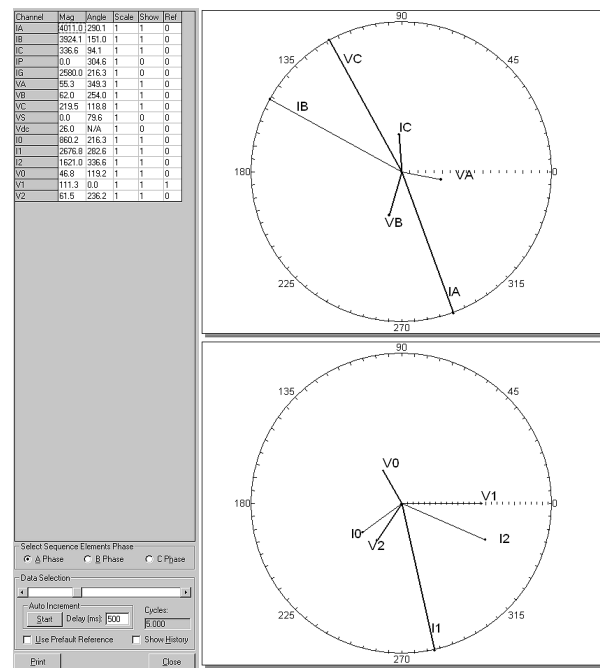 Channel Mag Angle Scale Show Ref
IA 4011.0 290.1 1 1 0
IB 3924.1 151.0 1 1 0
IC 336.6 94.1 1 1 0
IP 0.0 304.6 1 0 0
IG 2580.0 216.3 1 0 0
VA 55.3 349.3 1 1 0
VB 62.0 254.0 1 1 0
VC 219.5 118.8 1 1 0
VS 0.0 79.6 1 0 0
Vdc 26.0 N/A 1 0 0
I0 860.2 216.3 1 1 0
I1 2676.8 282.6 1 1 0
I2 1621.0 336.6 1 1 0
V0 46.8 119.2 1 1 0
V1 111.3 0.0 1 1 1
V2 61.5 236.2 1 1 0
Select Sequence Elements Phase
A Phase B Phase C Phase
Data Selection
Auto Increment
Start Delay (ms): 500
Cycles:
5.000
Use Prefault Reference Show History
Print Close
90
135 VC 45
IB
IC
180 VA 0
VB
225 IA 315
270
90
135 45
V0
180 V1 0
I0 I2
V2
225 315
I1
270